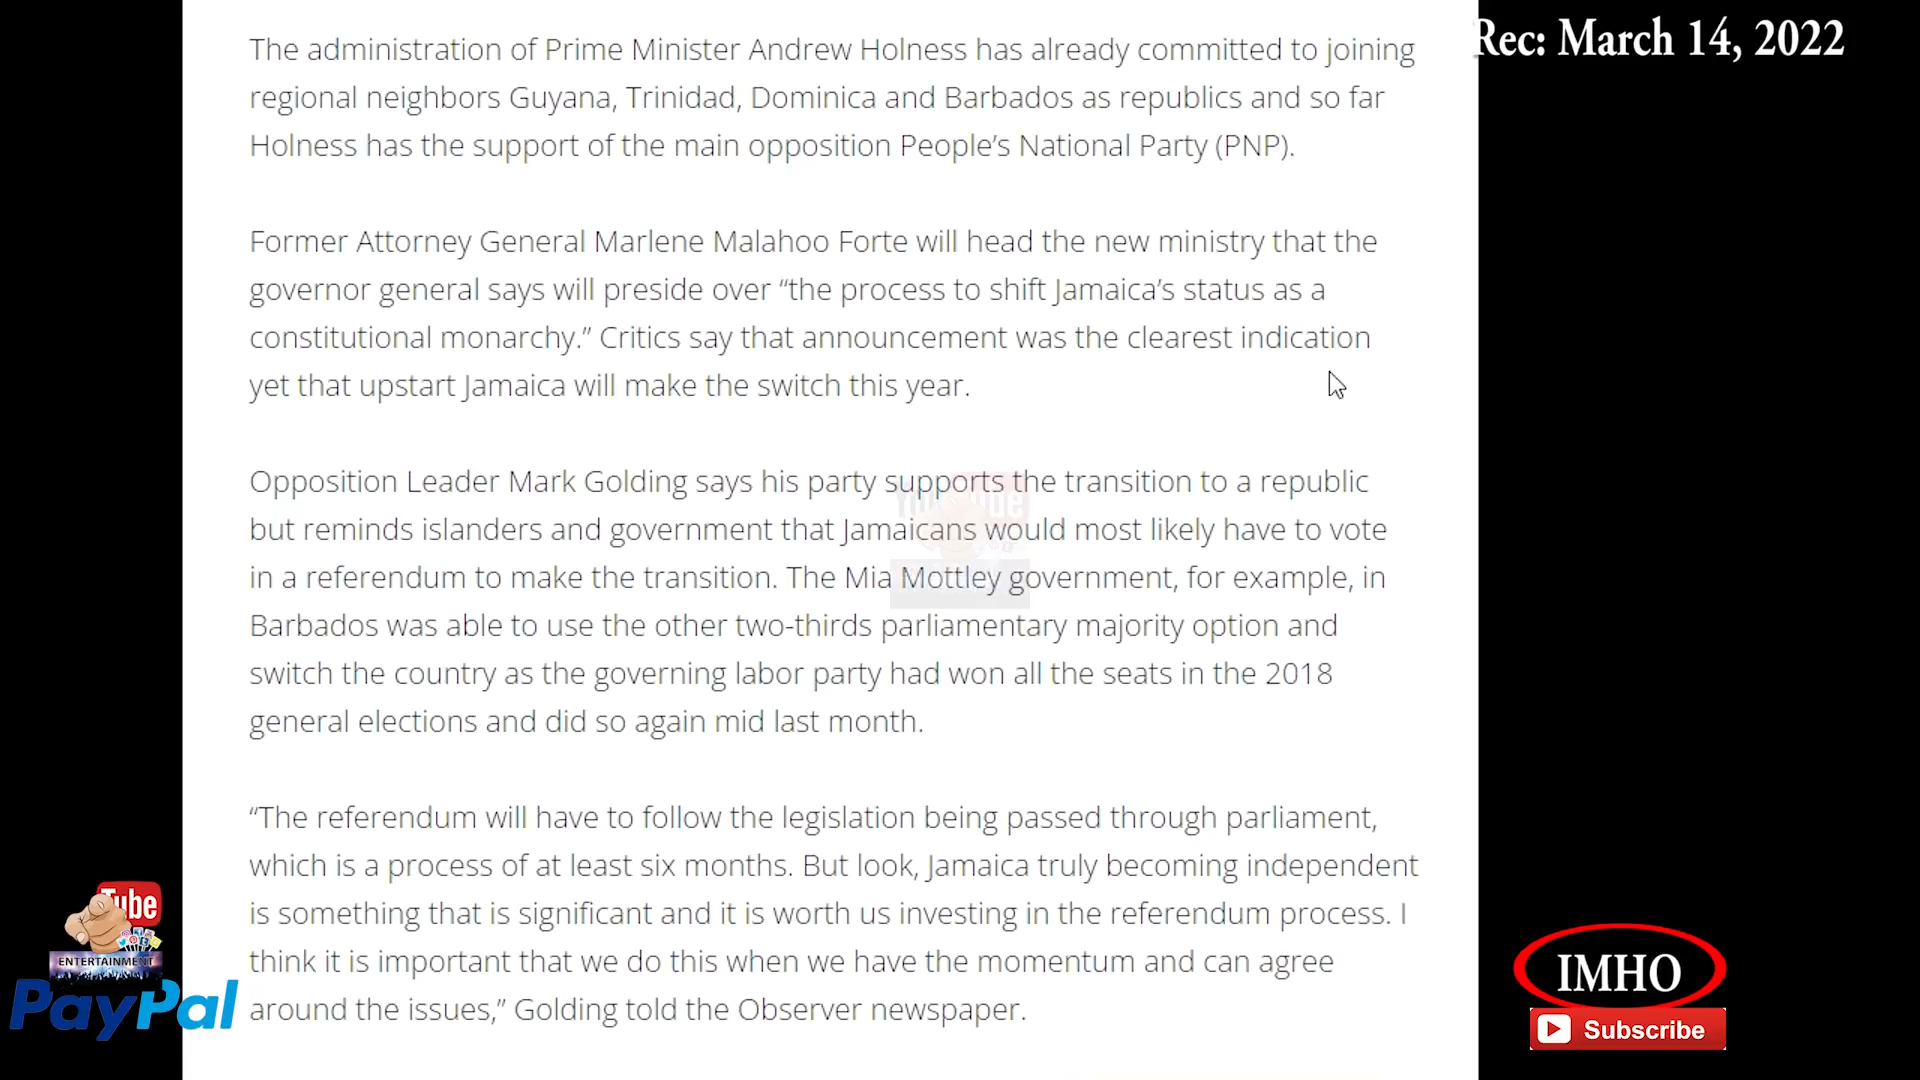 Rec: March 14, 2022
The administration of Prime Minister Andrew Holness has already committed to joining
regional neighbors Guyana, Trinidad, Dominica and Barbados as republics and so far
Holness has the support of the main opposition People’s National Party (PNP).
Former Attorney General Marlene Malahoo Forte will head the new ministry that the
governor general says will preside over “the process to shift Jamaica’s status as a
constitutional monarchy.” Critics say that announcement was the clearest indication
yet that upstart Jamaica will make the switch this year.
Opposition Leader Mark Golding says his party supports the transition to a republic
but reminds islanders and government that Jamaicans would most likely have to vote
in a referendum to make the transition. The Mia Mottley government, for example, in
Barbados was able to use the other two-thirds parliamentary majority option and
switch the country as the governing labor party had won all the seats in the 2018
general elections and did so again mid last month.
“The referendum will have to follow the legislation being passed through parliament,
which is a process of at least six months. But look, Jamaica truly becoming independent
is something that is significant and it is worth us investing in the referendum process. I
think it is important that we do this when we have the momentum and can agree
around the issues,” Golding told the Observer newspaper.
Tube
ENTERTAINMENT
PayPal
IMHO
Subscribe